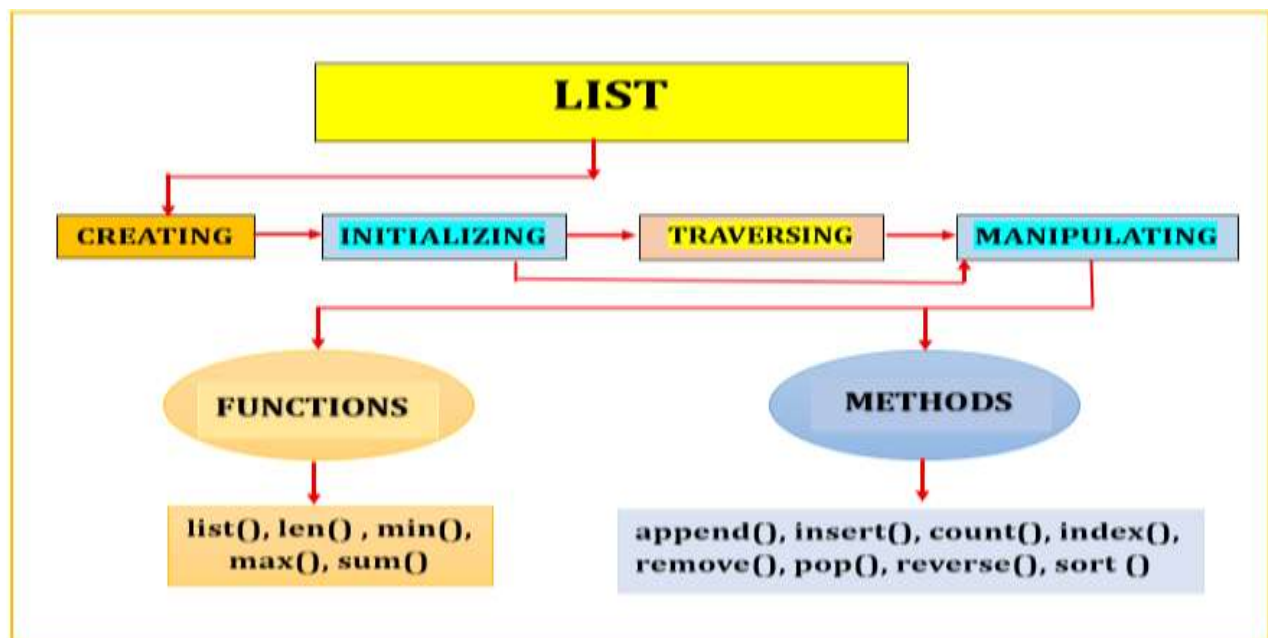 LIST
CREATING
INITIALIZING
TRAVERSING
MANIPULATING
FUNCTIONS
METHODS
list(), len() , min(),
max(), sum()
append(), insert(), count(), index(),
remove(), pop(), reverse(), sort ()